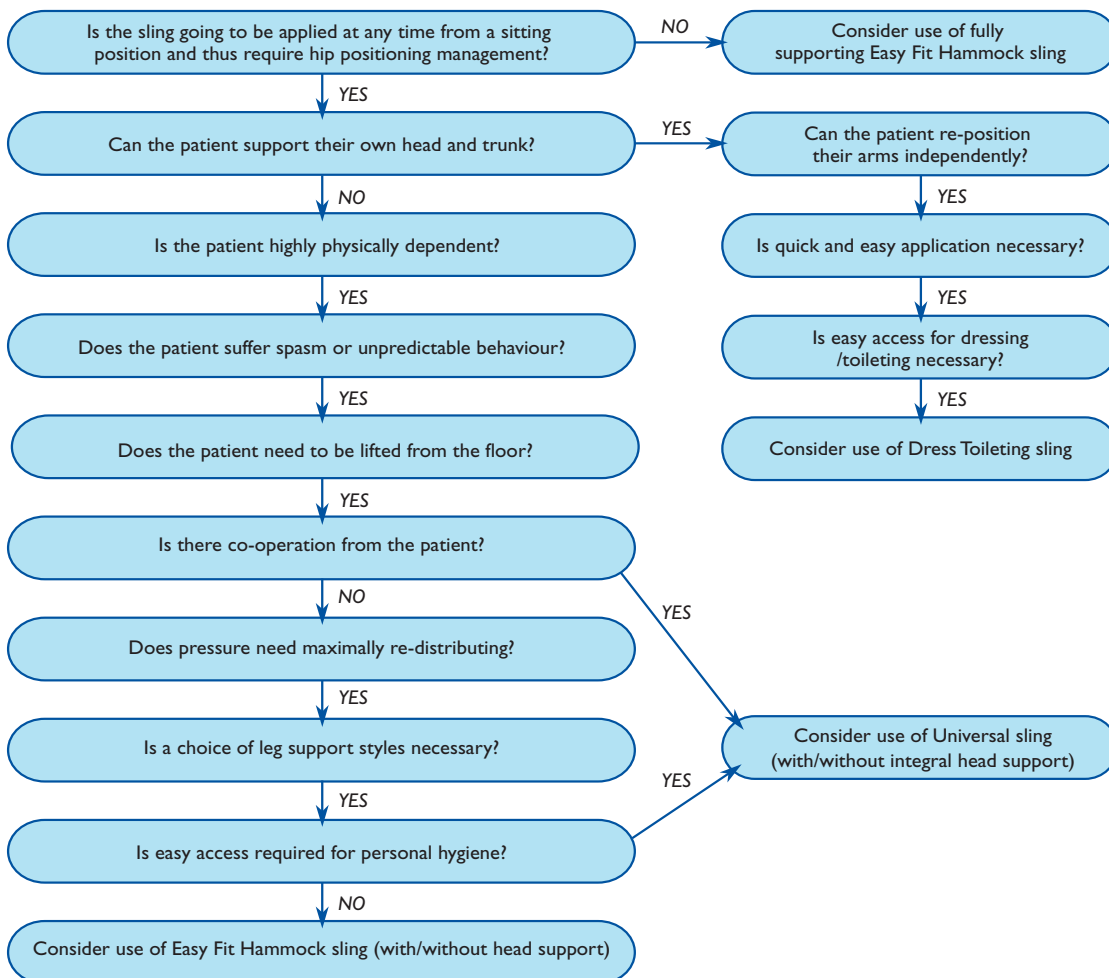 Is the sling going to be applied at any time from a sitting
position and thus require hip positioning management?
NO
Consider use of fully
supporting Easy Fit Hammock sling
YES
Can the patient support their own head and trunk?
YES
Can the patient re-position
their arms independently?
NO
YES
Is the patient highly physically dependent?
Is quick and easy application necessary?
YES
YES
Does the patient suffer spasm or unpredictable behaviour?
Is easy access for dressing
/toileting necessary?
YES
YES
Does the patient need to be lifted from the floor?
Consider use of Dress Toileting sling
YES
Is there co-operation from the patient?
YES
NO
Does pressure need maximally re-distributing?
YES
Is a choice of leg support styles necessary?
Consider use of Universal sling
(with/without integral head support)
YES
YES
Is easy access required for personal hygiene?
NO
Consider use of Easy Fit Hammock sling (with/without head support)